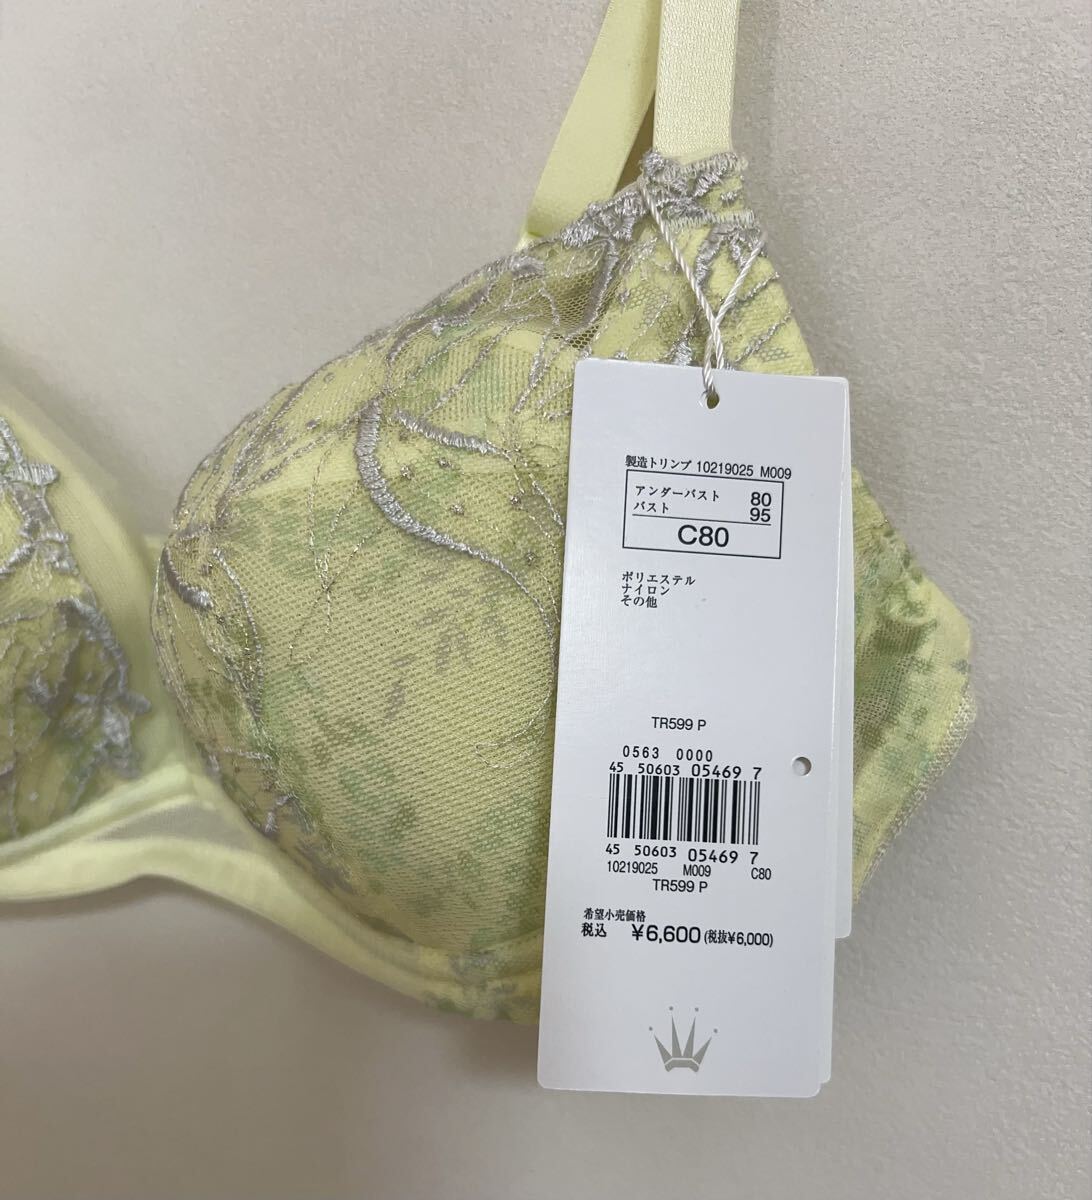 製造トリンプ 10219025 M009
アンダーバスト 80
バスト 95
C80
ポリエステル
ナイロン
その他
TR599 P
0563 0000
45 50603 05469 7
45 50603 05469 7
10219025 M009 C80
TR599 P
希望小売価格
税込 ¥6,600(税抜¥6,000)